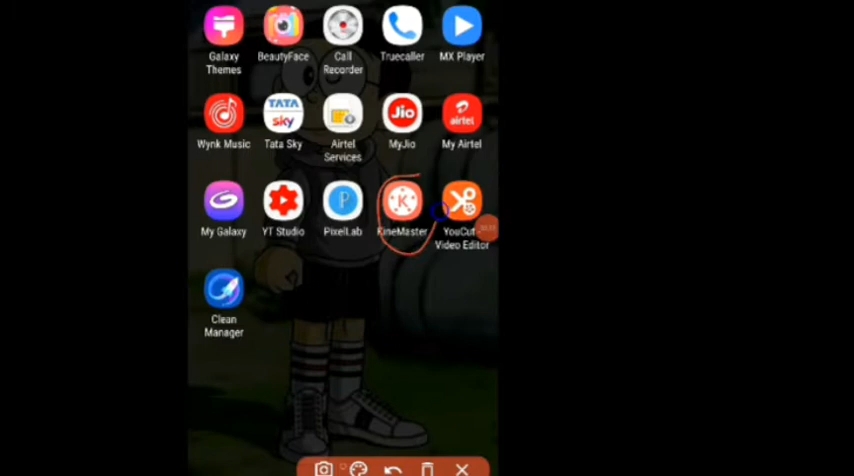 Galaxy Themes
BeautyFace
Call Recorder
Truecaller
MX Player
Wynk Music
TATA sky
Tata Sky
Airtel Services
Jio
MyJio
airtel
My Airtel
My Galaxy
YT Studio
P
PixelLab
K
KineMaster
YouCut - Video Editor
Clean Manager